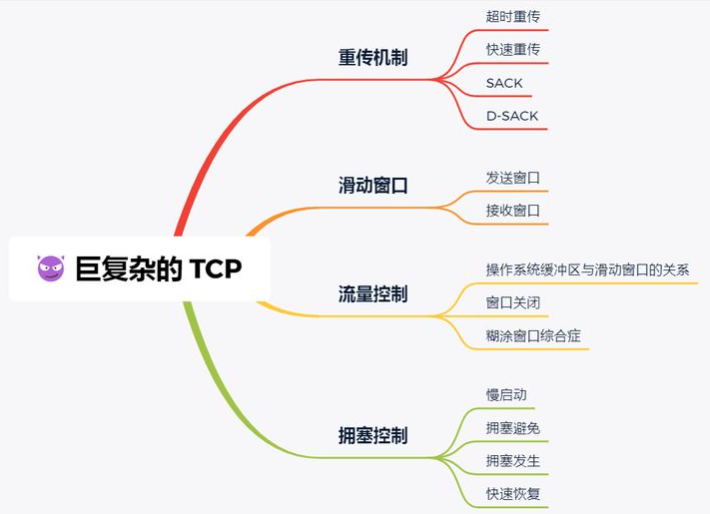 巨复杂的 TCP
重传机制
超时重传
快速重传
SACK
D-SACK
滑动窗口
发送窗口
接收窗口
流量控制
操作系统缓冲区与滑动窗口的关系
窗口关闭
糊涂窗口综合症
拥塞控制
慢启动
拥塞避免
拥塞发生
快速恢复